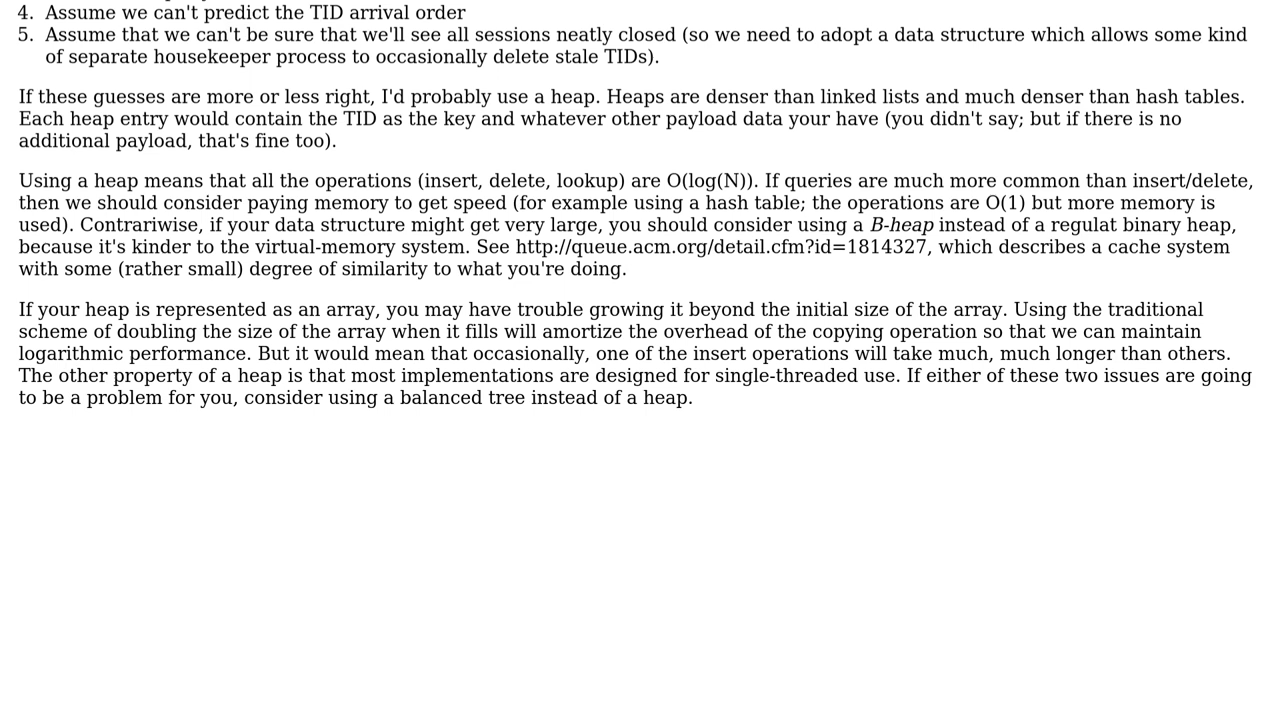 4. Assume we can't predict the TID arrival order
5. Assume that we can't be sure that we'll see all sessions neatly closed (so we need to adopt a data structure which allows some kind
of separate housekeeper process to occasionally delete stale TIDs).
If these guesses are more or less right, I'd probably use a heap. Heaps are denser than linked lists and much denser than hash tables.
Each heap entry would contain the TID as the key and whatever other payload data your have (you didn't say; but if there is no
additional payload, that's fine too).
Using a heap means that all the operations (insert, delete, lookup) are O(log(N)). If queries are much more common than insert/delete,
then we should consider paying memory to get speed (for example using a hash table; the operations are O(1) but more memory is
used). Contrariwise, if your data structure might get very large, you should consider using a B-heap instead of a regulat binary heap,
because it's kinder to the virtual-memory system. See http://queue.acm.org/detail.cfm?id=1814327, which describes a cache system
with some (rather small) degree of similarity to what you're doing.
If your heap is represented as an array, you may have trouble growing it beyond the initial size of the array. Using the traditional
scheme of doubling the size of the array when it fills will amortize the overhead of the copying operation so that we can maintain
logarithmic performance. But it would mean that occasionally, one of the insert operations will take much, much longer than others.
The other property of a heap is that most implementations are designed for single-threaded use. If either of these two issues are going
to be a problem for you, consider using a balanced tree instead of a heap.